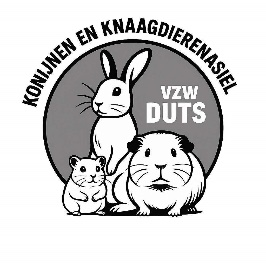 KONIJNEN EN KNAAGDIERENASIEL
VZW
DUTS